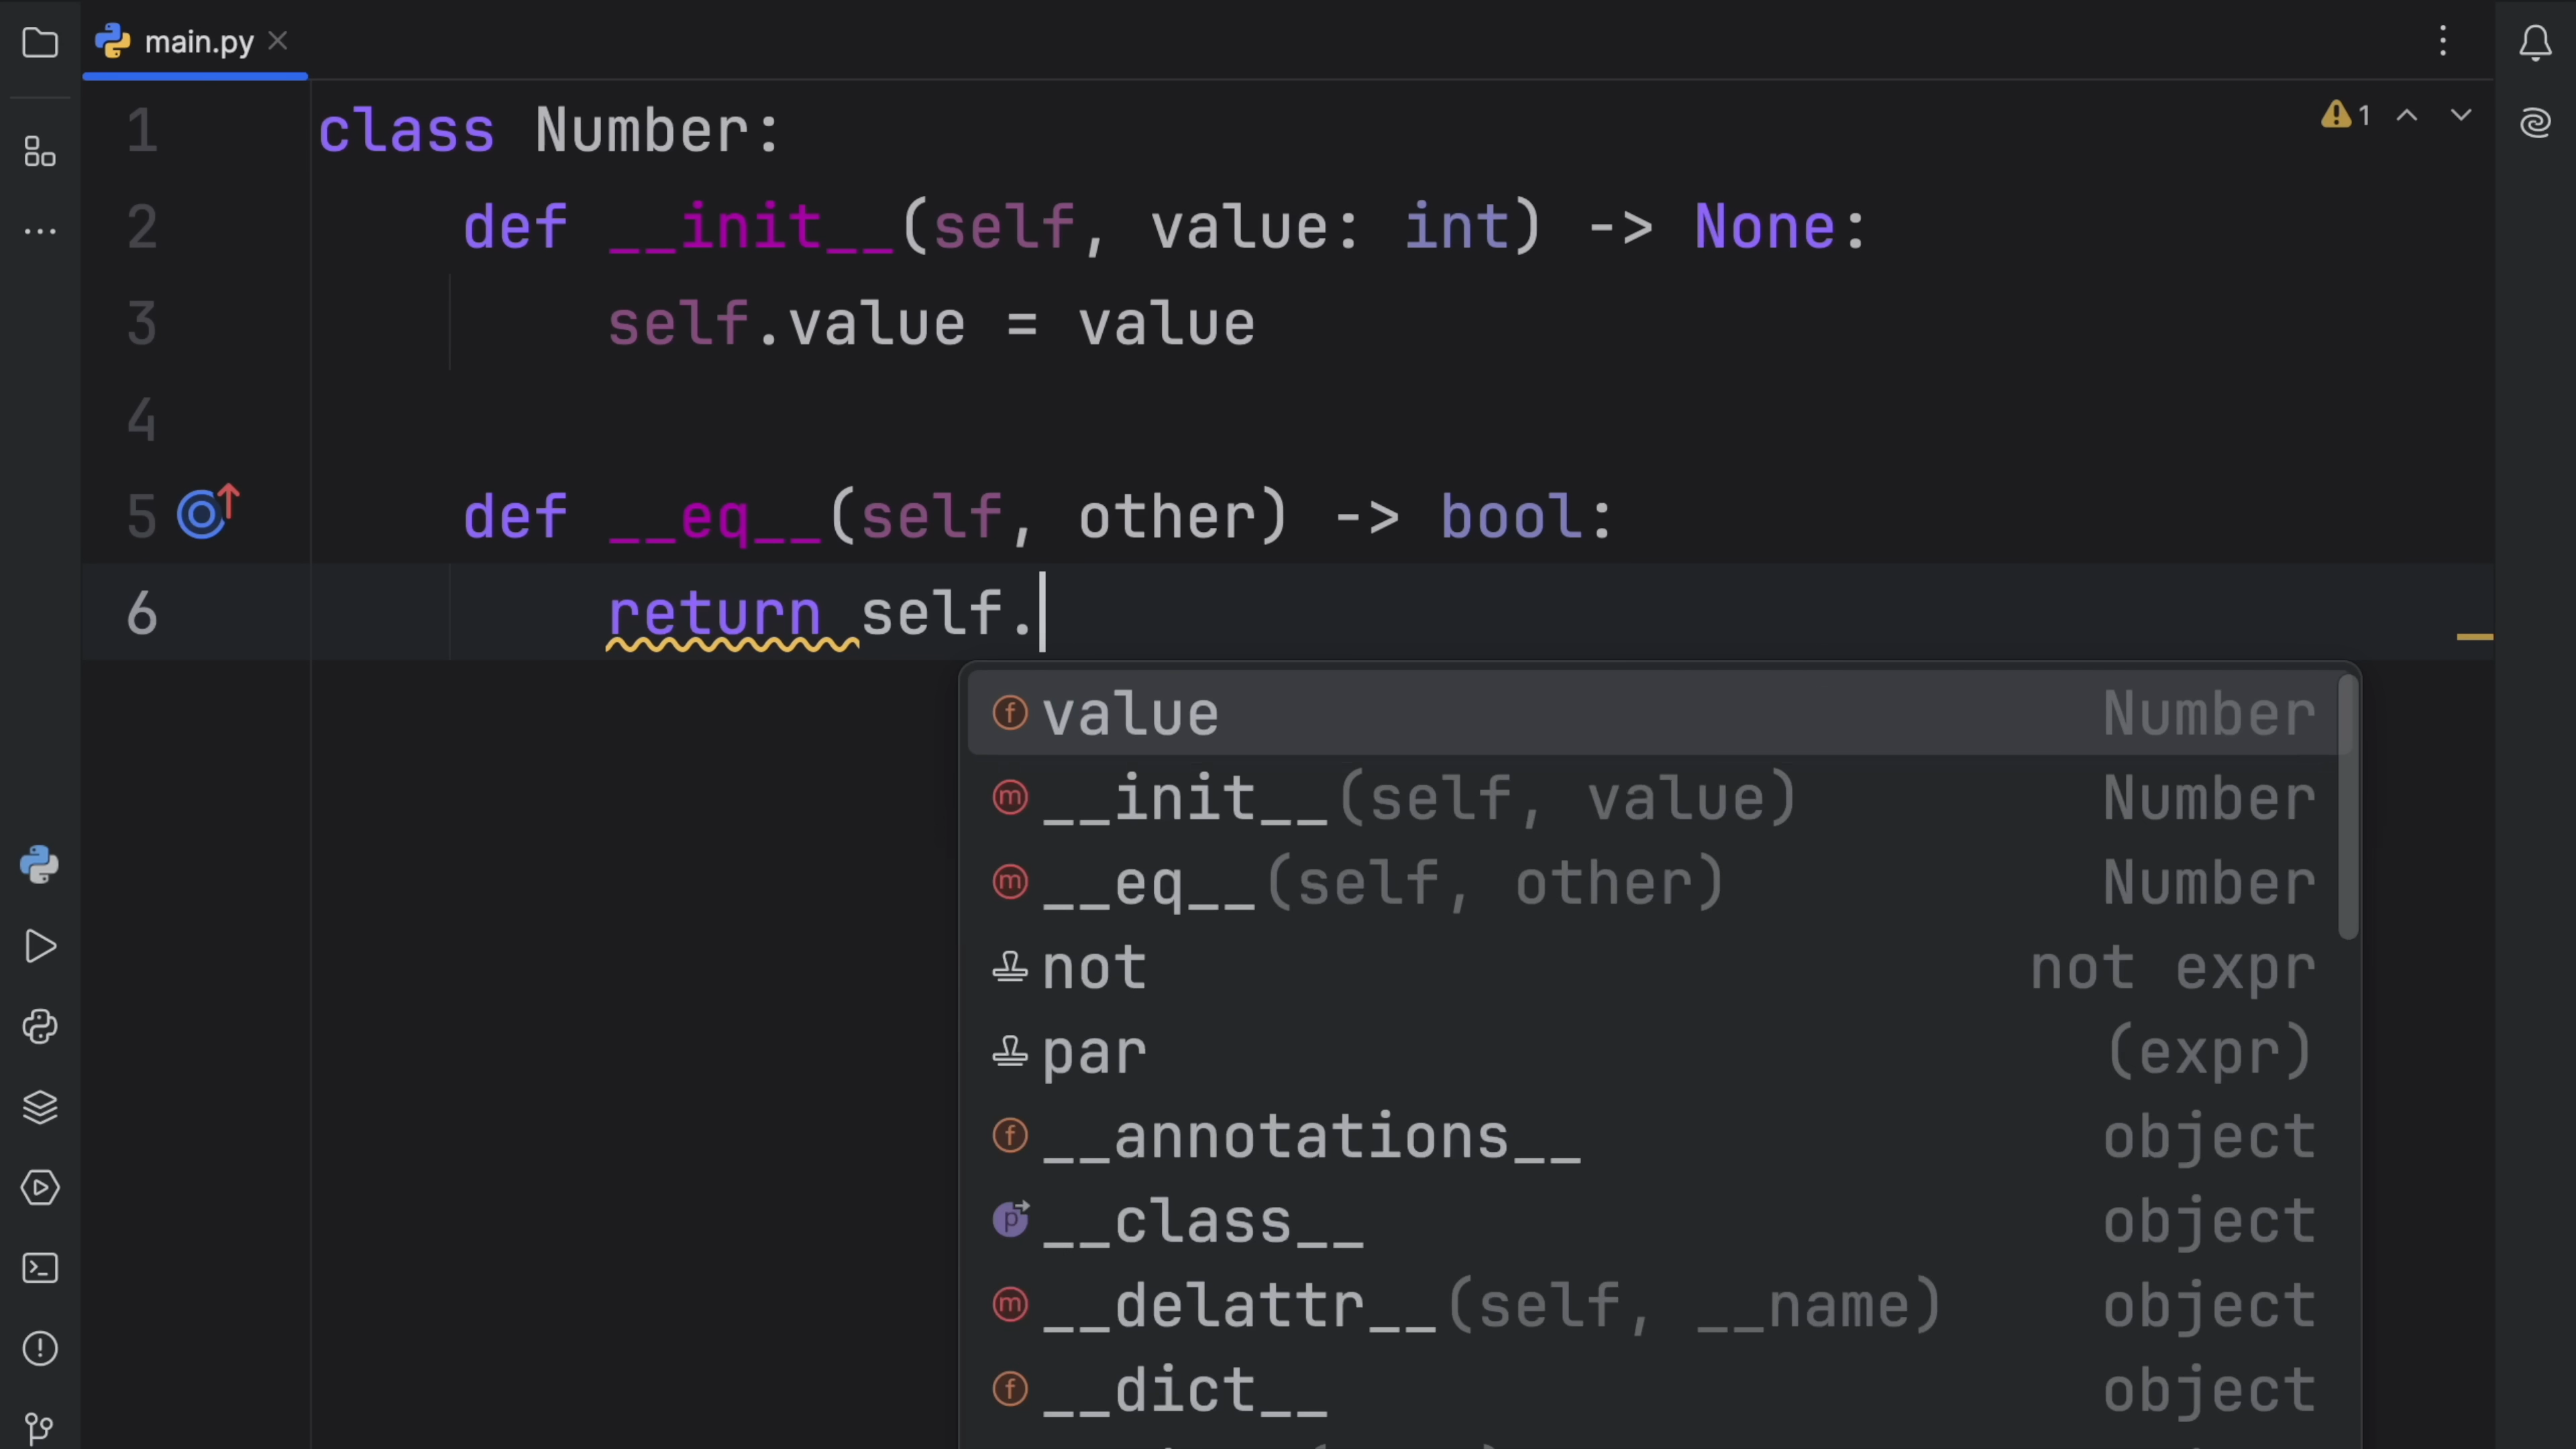 main.py
1
1 class Number:
2 def __init__(self, value: int) -> None:
3 self.value = value
4
5 def __eq__(self, other) -> bool:
6 return self.
value Number
__init__(self, value) Number
__eq__(self, other) Number
not not expr
par (expr)
__annotations__ object
__class__ object
__delattr__(self, __name) object
__dict__ object